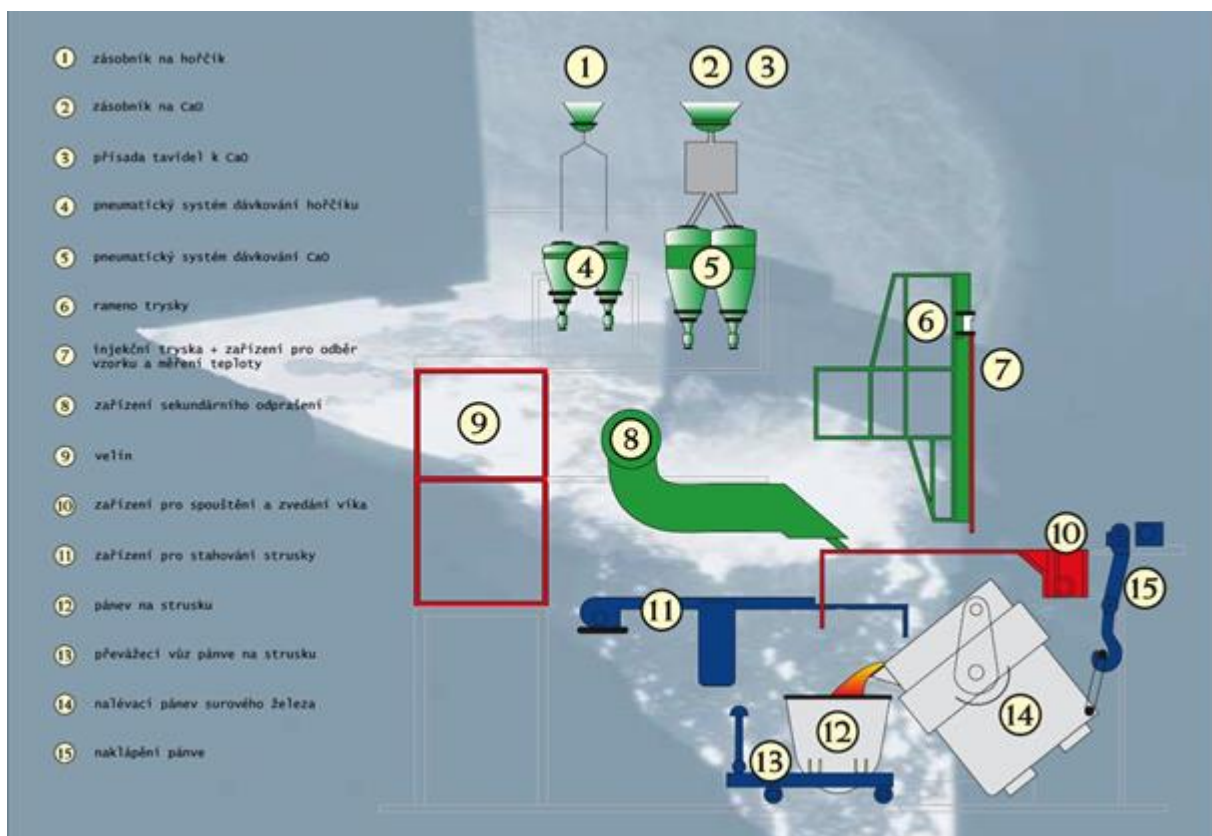 1 zásobník na hořčík
2 zásobník na CaO
3 přísada tavidel k CaO
4 pneumatický systém dávkování hořčíku
5 pneumatický systém dávkování CaO
6 rameno trysky
7 injekční tryska + zařízení pro odběr
vzorku a měření teploty
8 zařízení sekundárního odprašení
9 velín
10 zařízení pro spouštění a zvedání víka
11 zařízení pro stahování strusky
12 pánev na strusku
13 převážecí vůz pánve na strusku
14 nalévací pánev surového železa
15 naklápění pánve
1 2 3
4 5
6
7
9 8
10
15
11
14
12
13